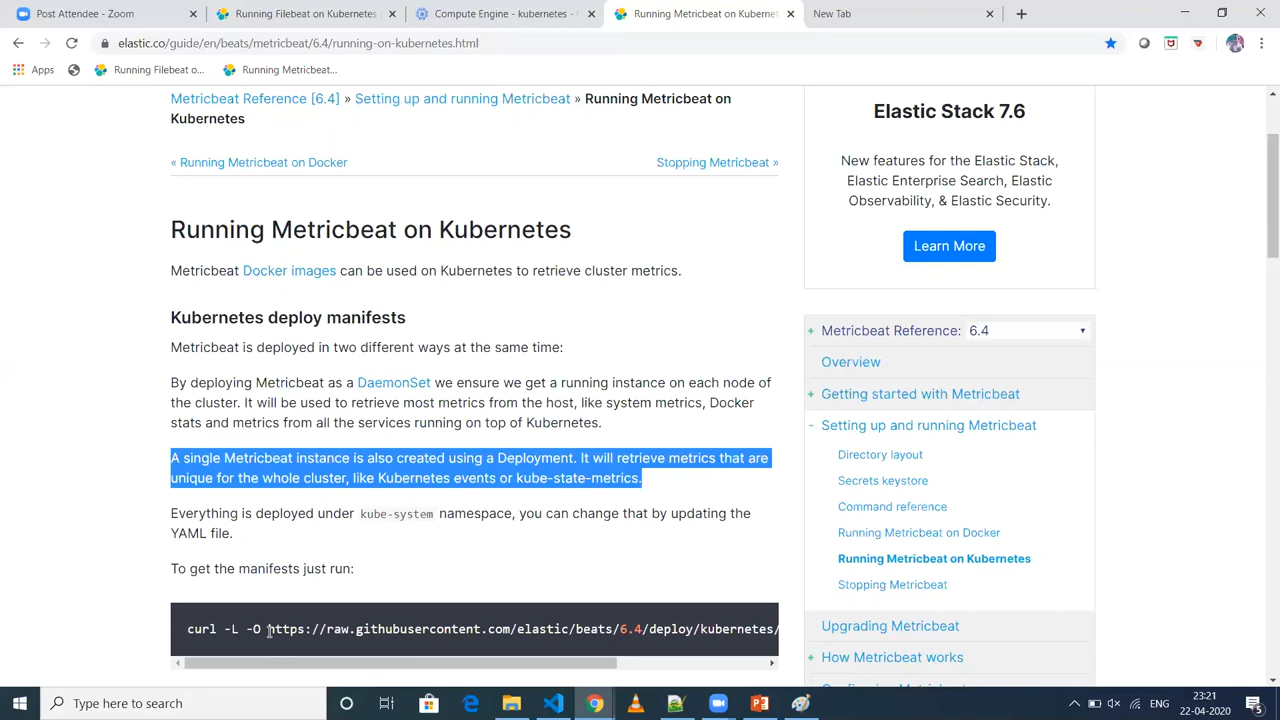 Post Attendee - Zoom
Running Filebeat on Kubernetes
Compute Engine - kubernetes -
Running Metricbeat on Kubernet
New Tab
elastic.co/guide/en/beats/metricbeat/6.4/running-on-kubernetes.html
Apps
Running Filebeat o...
Running Metricbeat...
Metricbeat Reference [6.4] » Setting up and running Metricbeat » Running Metricbeat on
Kubernetes
« Running Metricbeat on Docker
Stopping Metricbeat »
Running Metricbeat on Kubernetes
Metricbeat Docker images can be used on Kubernetes to retrieve cluster metrics.
Kubernetes deploy manifests
Metricbeat is deployed in two different ways at the same time:
By deploying Metricbeat as a DaemonSet we ensure we get a running instance on each node of
the cluster. It will be used to retrieve most metrics from the host, like system metrics, Docker
stats and metrics from all the services running on top of Kubernetes.
A single Metricbeat instance is also created using a Deployment. It will retrieve metrics that are
unique for the whole cluster, like Kubernetes events or kube-state-metrics.
Everything is deployed under kube-system namespace, you can change that by updating the
YAML file.
To get the manifests just run:
curl -L -O https://raw.githubusercontent.com/elastic/beats/6.4/deploy/kubernetes/
Elastic Stack 7.6
New features for the Elastic Stack,
Elastic Enterprise Search, Elastic
Observability, & Elastic Security.
Learn More
+ Metricbeat Reference: 6.4
Overview
+ Getting started with Metricbeat
- Setting up and running Metricbeat
Directory layout
Secrets keystore
Command reference
Running Metricbeat on Docker
Running Metricbeat on Kubernetes
Stopping Metricbeat
Upgrading Metricbeat
+ How Metricbeat works
Type here to search
ENG
23:21
22-04-2020
5